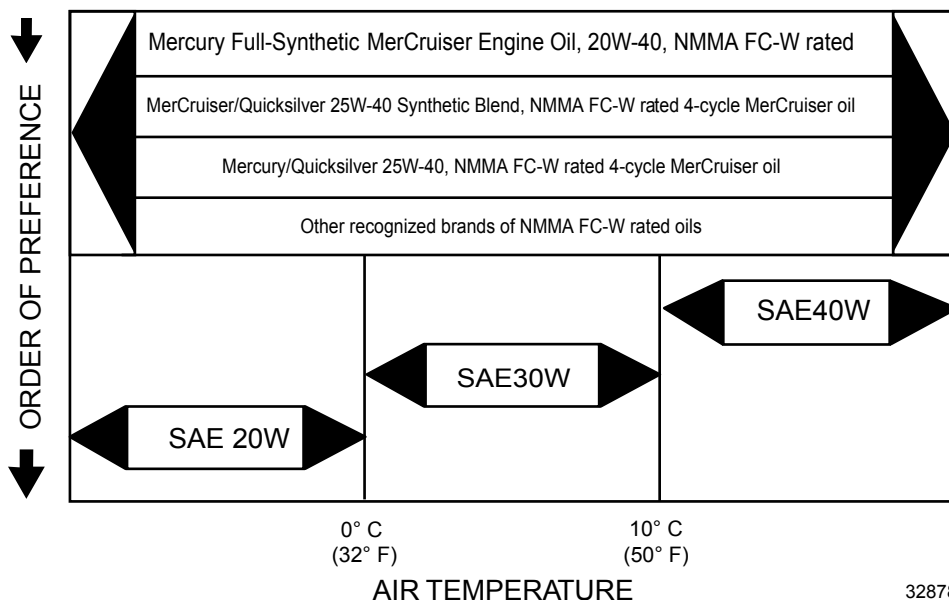 ORDER OF PREFERENCE
Mercury Full-Synthetic MerCruiser Engine Oil, 20W-40, NMMA FC-W rated
MerCruiser/Quicksilver 25W-40 Synthetic Blend, NMMA FC-W rated 4-cycle MerCruiser oil
Mercury/Quicksilver 25W-40, NMMA FC-W rated 4-cycle MerCruiser oil
Other recognized brands of NMMA FC-W rated oils
SAE40W
SAE30W
SAE 20W
0° C
(32° F)
10° C
(50° F)
AIR TEMPERATURE